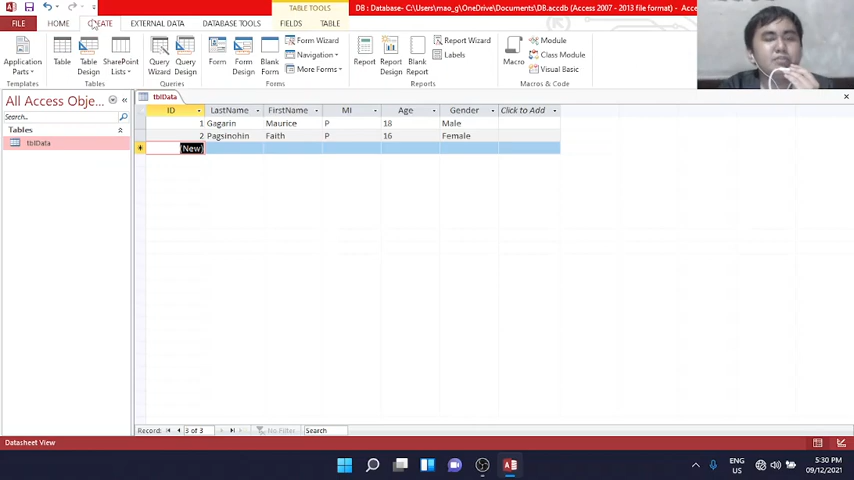 TABLE TOOLS
DB : Database- C:\Users\mao_g\OneDrive\Documents\DB.accdb (Access 2007 - 2013 file format) -
FILE HOME CREATE EXTERNAL DATA DATABASE TOOLS FIELDS TABLE
Application Parts
Table
Table Design
SharePoint Lists
Query Wizard
Query Design
Form
Form Design
Blank Form
Form Wizard
Navigation
More Forms
Report
Report Design
Blank Report
Report Wizard
Labels
Macro
Module
Class Module
Visual Basic
Templates Tables Queries Forms Reports Macros & Code
All Access Obje...
Search...
Tables
tblData
tblData
ID LastName FirstName MI Age Gender Click to Add
1 Gagarin Maurice P 18 Male
2 Pagsinohin Faith P 16 Female
(New)
Record: 3 of 3 No Filter Search
Datasheet View
ENG
US
5:30 PM
09/12/2021